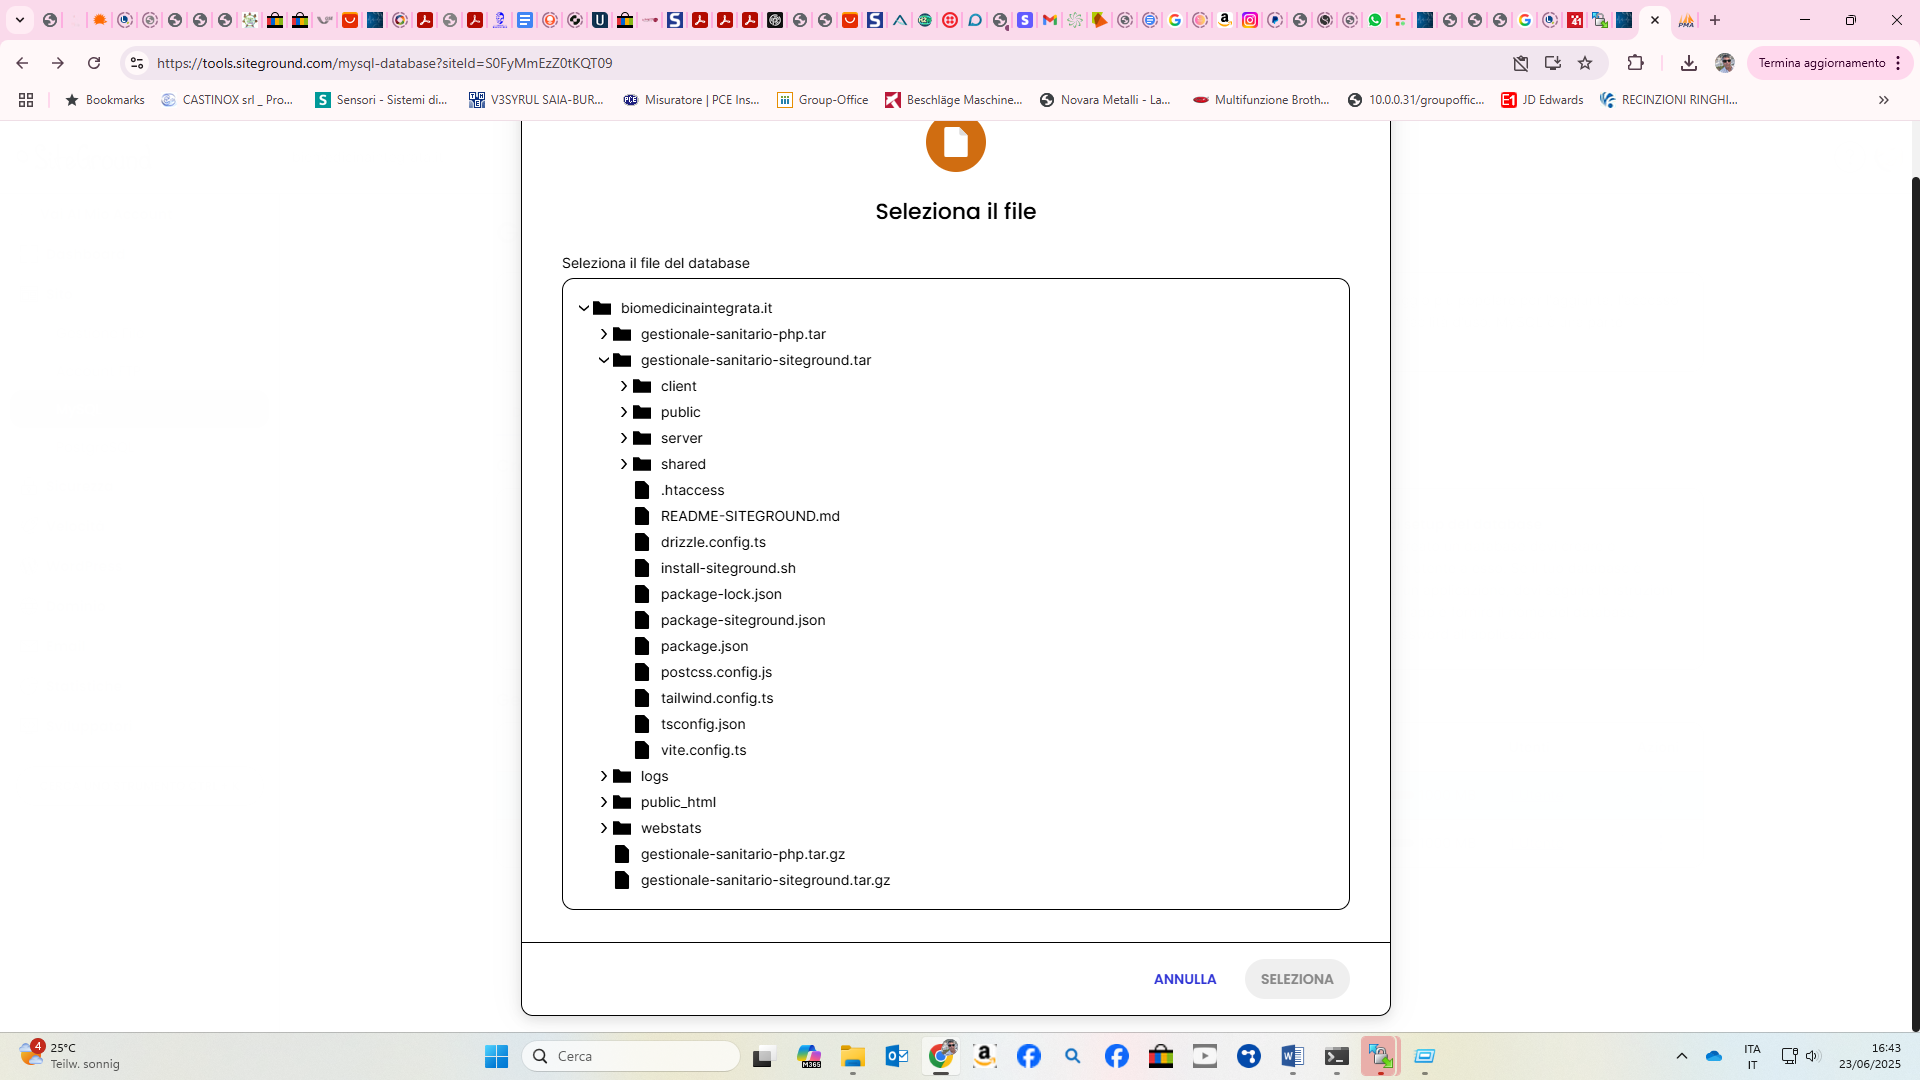 https://tools.siteground.com/mysql-database?siteId=S0FyMmEzZ0tKQT09
Termina aggiornamento
Bookmarks
CASTINOX srl _ Pro...
Sensori - Sistemi di...
V3SYRUL SAIA-BUR...
Misuratore | PCE Ins...
Group-Office
Beschläge Maschine...
Novara Metalli - La...
Multifunzione Broth...
10.0.0.31/groupoffic...
JD Edwards
RECINZIONI RINGHI...
Seleziona il file
Seleziona il file del database
biomedicinaintegrata.it
gestionale-sanitario-php.tar
gestionale-sanitario-siteground.tar
client
public
server
shared
.htaccess
README-SITEGROUND.md
drizzle.config.ts
install-siteground.sh
package-lock.json
package-siteground.json
package.json
postcss.config.js
tailwind.config.ts
tsconfig.json
vite.config.ts
logs
public_html
webstats
gestionale-sanitario-php.tar.gz
gestionale-sanitario-siteground.tar.gz
ANNULLA
SELEZIONA
4
25°C
Teilw. sonnig
Cerca
ITA
IT
16:43
23/06/2025